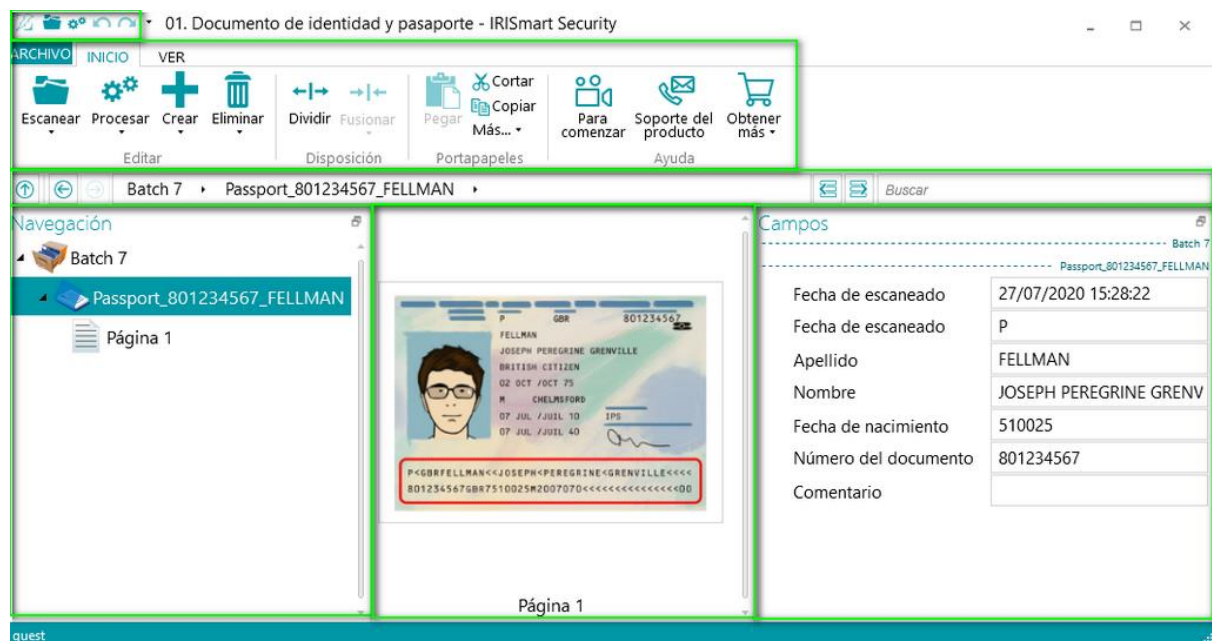 01. Documento de identidad y pasaporte - IRISmart Security
ARCHIVO INICIO VER
Escanear Procesar Crear Eliminar Dividir Fusionar Pegar Cortar Copiar Más... Para comenzar Soporte del producto Obtener más
Editar Disposición Portapapeles Ayuda
Batch 7 Passport_801234567_FELLMAN Buscar
Navegación
Batch 7
Passport_801234567_FELLMAN
Página 1
P GBR 801234567
FELLMAN
JOSEPH PEREGRINE GRENVILLE
BRITISH CITIZEN
02 OCT /OCT 75
M CHELMSFORD
07 JUL /JUIL 10 IPS
07 JUL /JUIL 40
P<GBRFELLMAN<<JOSEPH<PEREGRINE<GRENVILLE<<<<
801234567GBR7510025M2007070<<<<<<<<<<<<<<<<00
Página 1
Campos
Batch 7
Passport_801234567_FELLMAN
Fecha de escaneado 27/07/2020 15:28:22
Fecha de escaneado P
Apellido FELLMAN
Nombre JOSEPH PEREGRINE GRENV
Fecha de nacimiento 510025
Número del documento 801234567
Comentario
guest